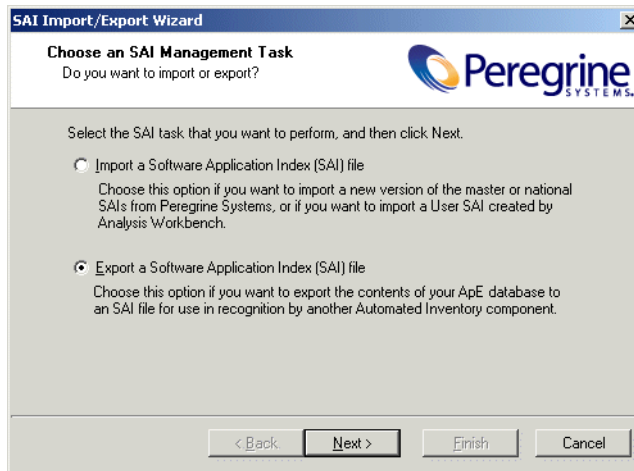 SAI Import/Export Wizard
Choose an SAI Management Task
Do you want to import or export?
Peregrine
SYSTEMS
Select the SAI task that you want to perform, and then click Next.
Import a Software Application Index (SAI) file
Choose this option if you want to import a new version of the master or national
SAIs from Peregrine Systems, or if you want to import a User SAI created by
Analysis Workbench.
Export a Software Application Index (SAI) file
Choose this option if you want to export the contents of your ApE database to
an SAI file for use in recognition by another Automated Inventory component.
< Back
Next >
Finish
Cancel